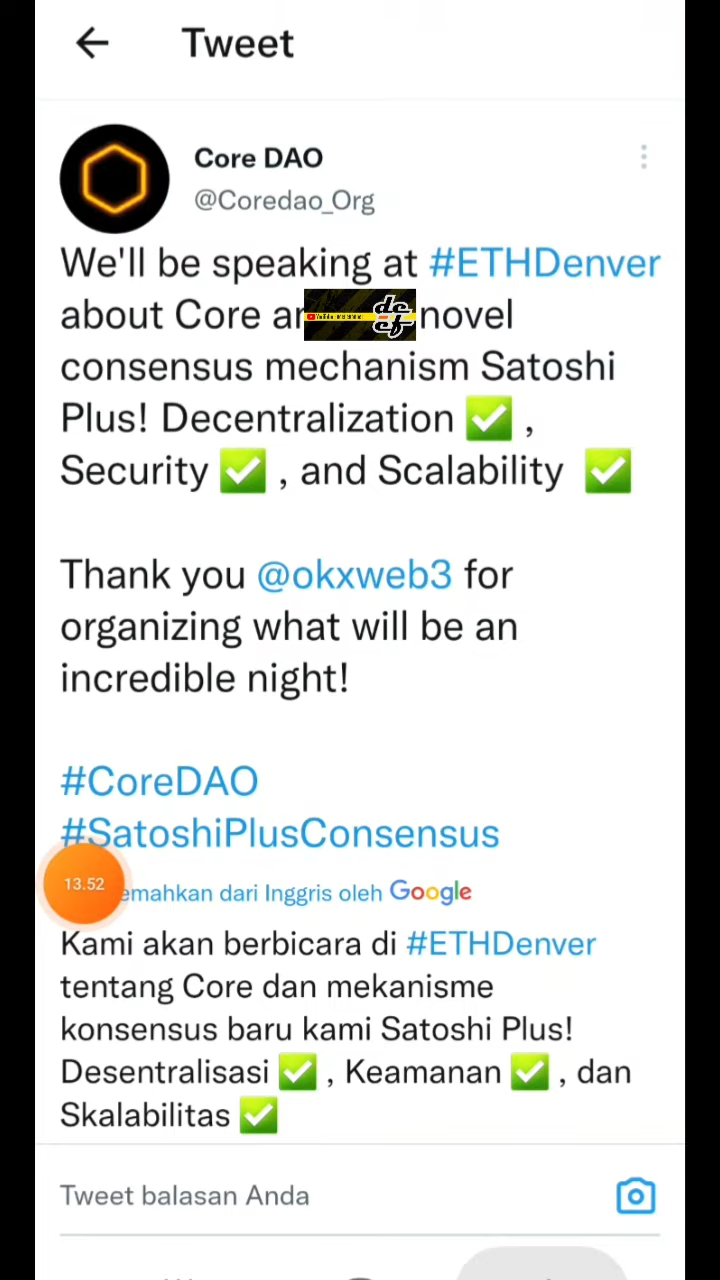 Tweet
Core DAO
@Coredao_Org
We'll be speaking at #ETHDenver
about Core novel
consensus mechanism Satoshi
Plus! Decentralization ✅ ,
Security ✅ , and Scalability ✅
Thank you @okxweb3 for
organizing what will be an
incredible night!
#CoreDAO
#SatoshiPlusConsensus
13.52
emahkan dari Inggris oleh Google
Kami akan berbicara di #ETHDenver
tentang Core dan mekanisme
konsensus baru kami Satoshi Plus!
Desentralisasi ✅ , Keamanan ✅ , dan
Skalabilitas ✅
Tweet balasan Anda